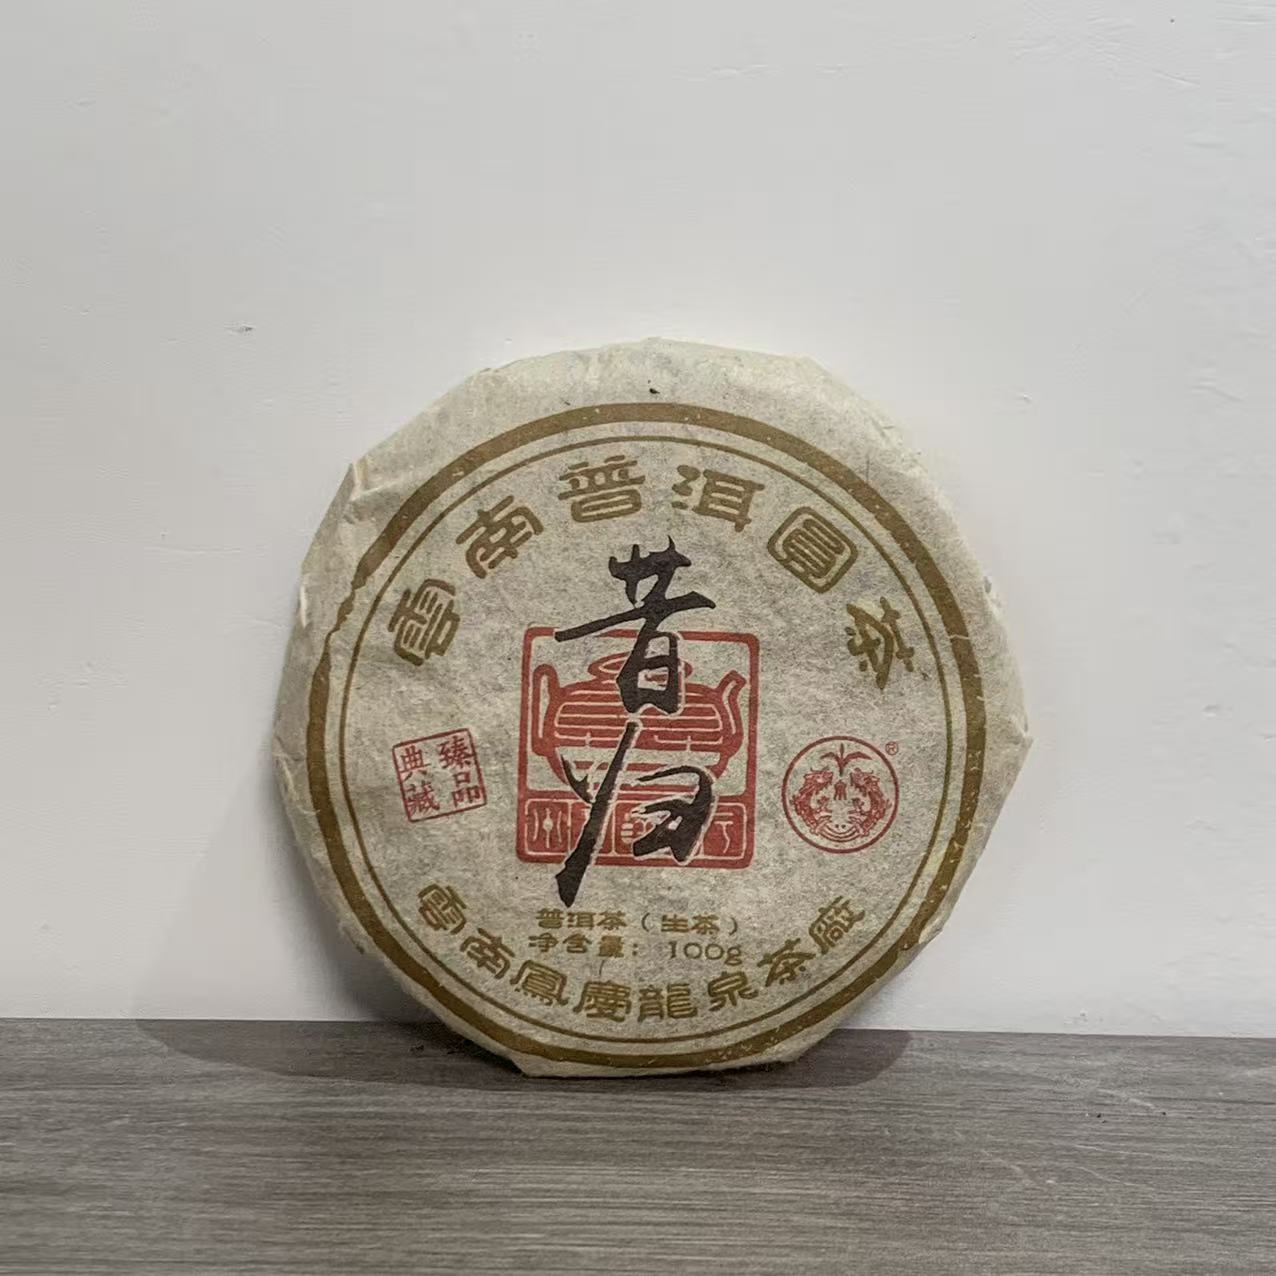 雲南普洱圓茶
昔归
臻品
典藏
®
普洱茶（生茶）
净含量：100g
雲南鳳慶龍泉茶廠